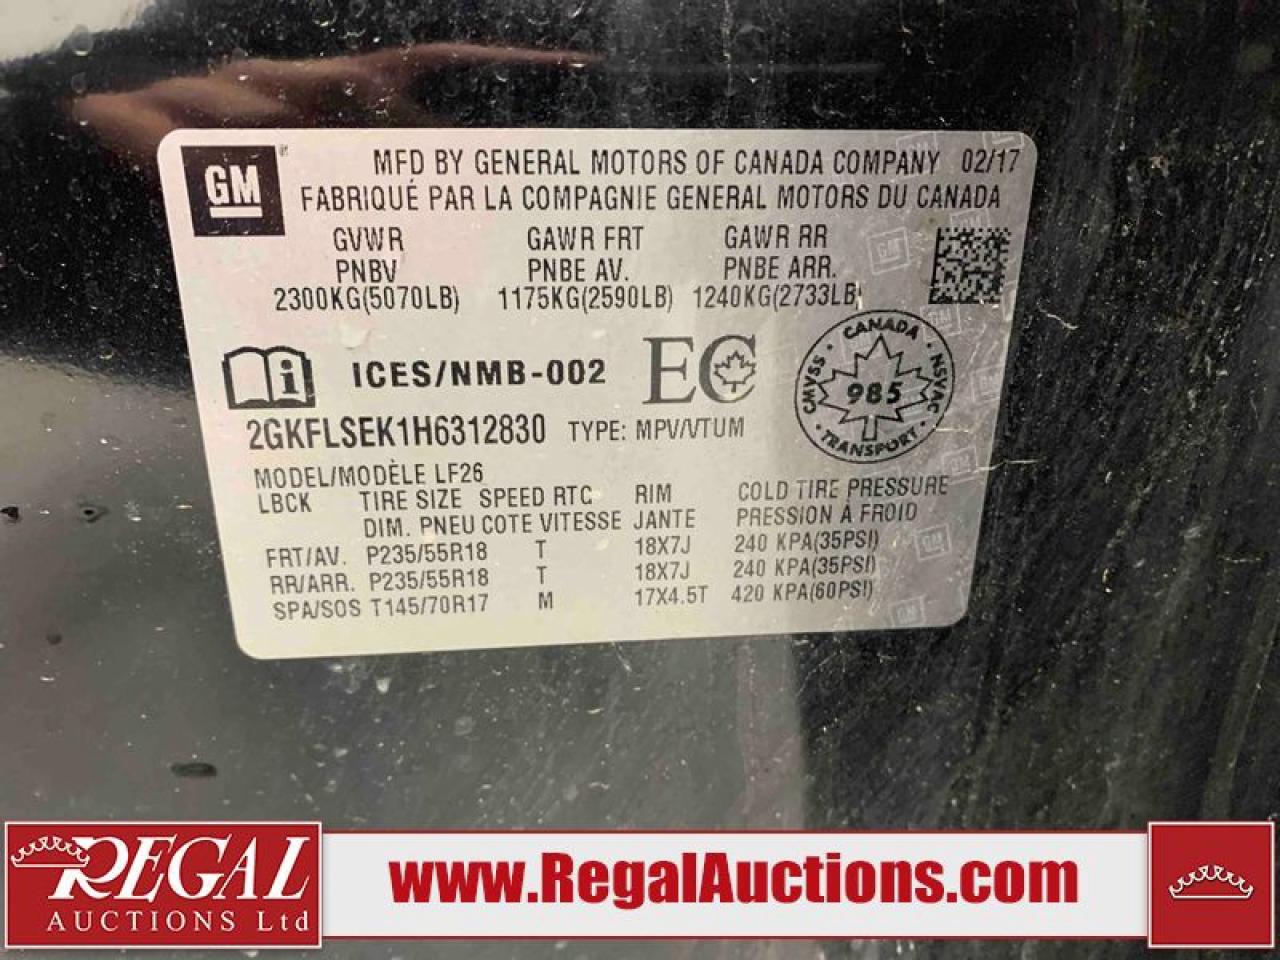 GM
MFD BY GENERAL MOTORS OF CANADA COMPANY 02/17
FABRIQUÉ PAR LA COMPAGNIE GENERAL MOTORS DU CANADA
GVWR GAWR FRT GAWR RR
PNBV PNBE AV. PNBE ARR.
2300KG(5070LB) 1175KG(2590LB) 1240KG(2733LB)
ICES/NMB-002 EC
CANADA
CMVSS · 985 NSVAC
TRANSPORT
2GKFLSEK1H6312830 TYPE: MPV/VTUM
MODEL/MODÈLE LF26
LBCK TIRE SIZE SPEED RTG RIM COLD TIRE PRESSURE
DIM. PNEU COTE VITESSE JANTE PRESSION À FROID
FRT/AV. P235/55R18 T 18X7J 240 KPA(35PSI)
RR/ARR. P235/55R18 T 18X7J 240 KPA(35PSI)
SPA/SOS T145/70R17 M 17X4.5T 420 KPA(60PSI)
REGAL
AUCTIONS Ltd
www.RegalAuctions.com